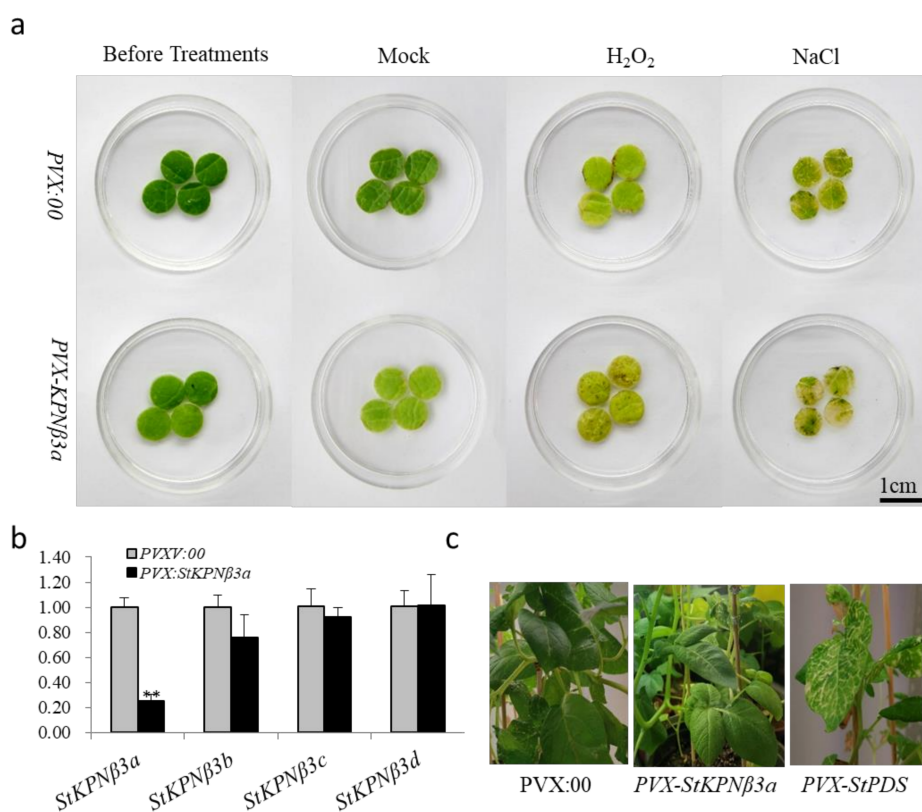 a
Before Treatments
Mock
H₂O₂
NaCl
PVX:00
PVX-KPNβ3a
1cm
b
PVXV:00
PVX:StKPNβ3a
1.40
1.20
1.00
0.80
0.60
0.40
0.20
0.00
**
StKPNβ3a
StKPNβ3b
StKPNβ3c
StKPNβ3d
c
PVX:00
PVX-StKPNβ3a
PVX-StPDS